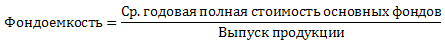 Фондоемкость = Ср. годовая полная стоимость основных фондов
Выпуск продукции